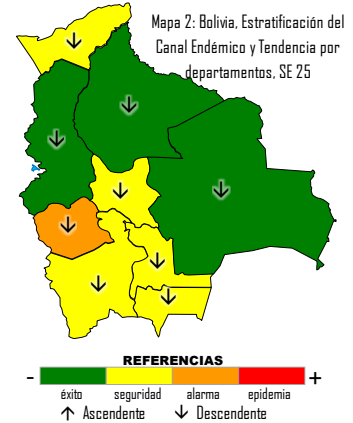 Mapa 2: Bolivia, Estratificación del
Canal Endémico y Tendencia por
departamentos, SE 25
REFERENCIAS
- +
éxito seguridad alarma epidemia
↑ Ascendente ↓ Descendente